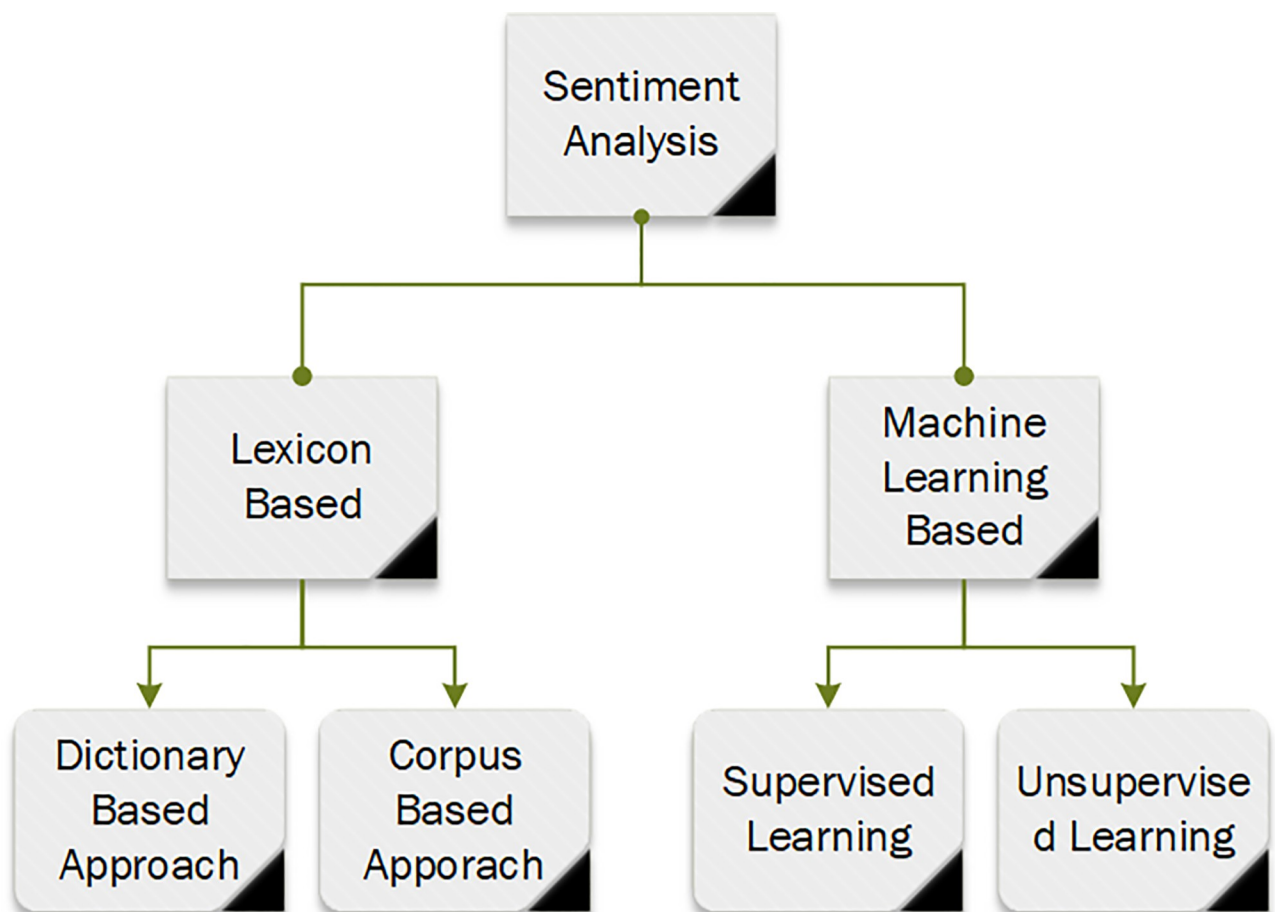 Sentiment
Analysis
Lexicon
Based
Machine
Learning
Based
Dictionary
Based
Approach
Corpus
Based
Apporach
Supervised
Learning
Unsupervise
d Learning